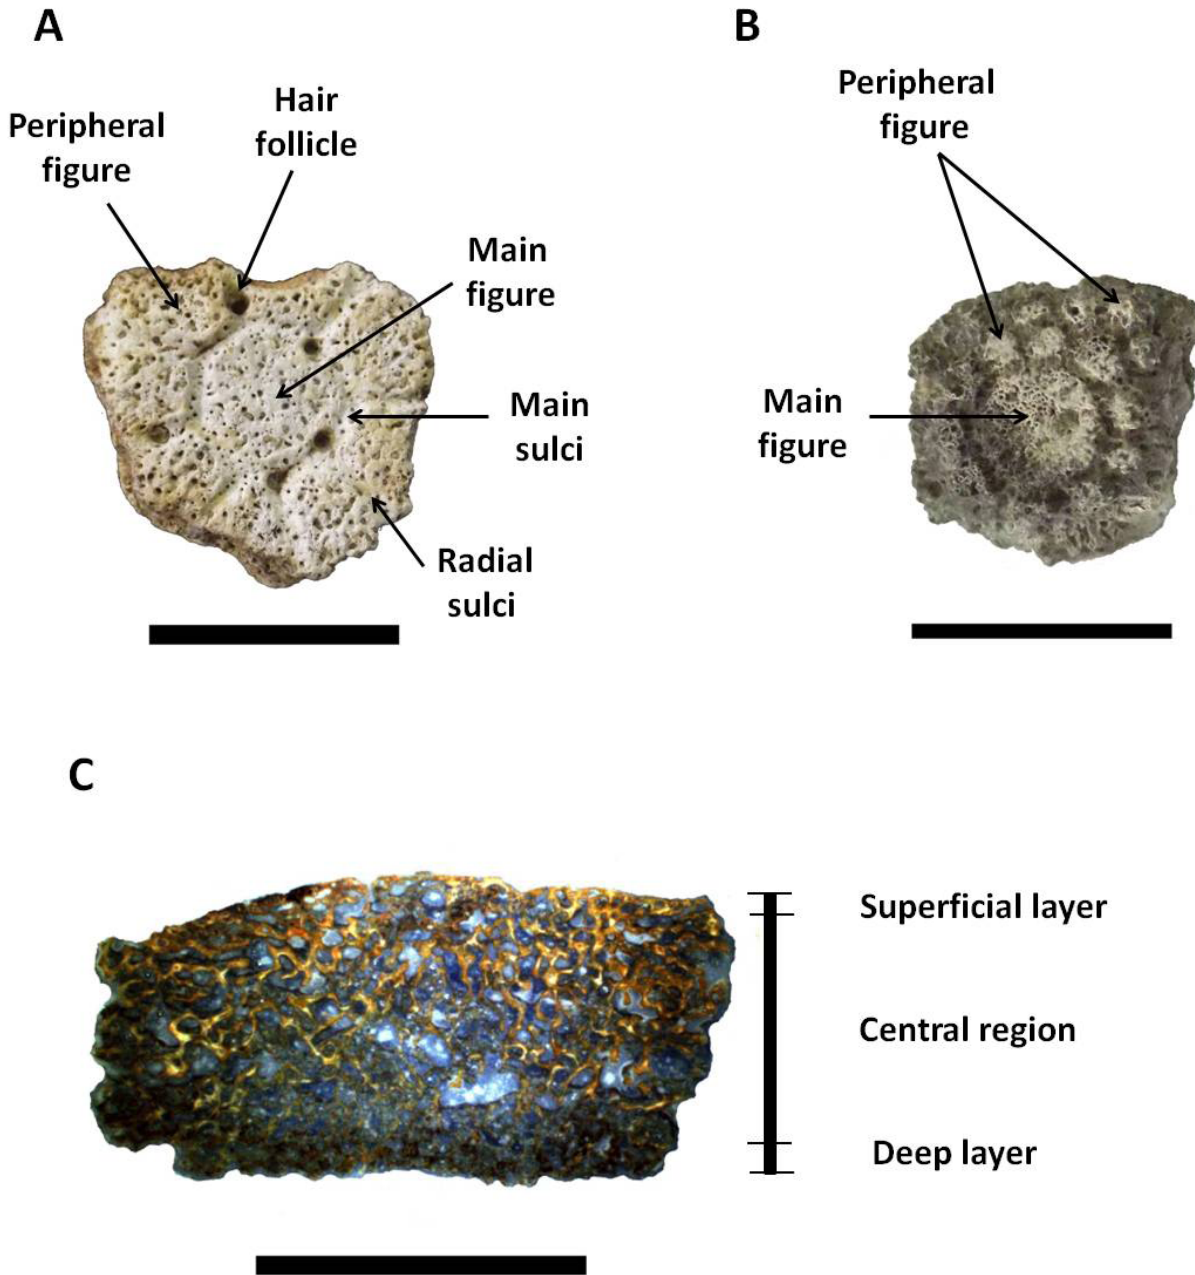 A
B
Peripheral
figure
Hair
follicle
Main
figure
Main
sulci
Radial
sulci
Peripheral
figure
Main
figure
C
Superficial layer
Central region
Deep layer